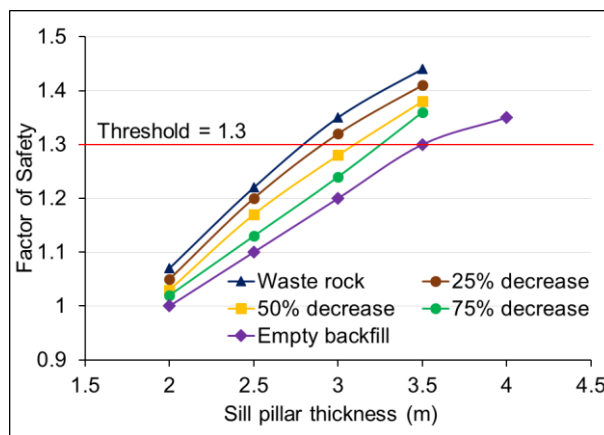 1.5
1.4
1.3
1.2
1.1
1
0.9
Factor of Safety
Threshold = 1.3
Waste rock
25% decrease
50% decrease
75% decrease
Empty backfill
1.5 2 2.5 3 3.5 4 4.5
Sill pillar thickness (m)